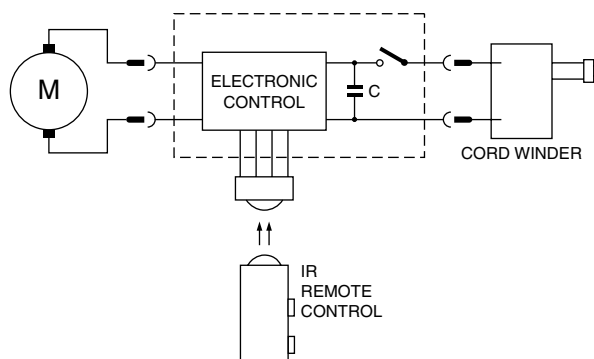 M
ELECTRONIC
CONTROL
C
CORD WINDER
IR
REMOTE
CONTROL